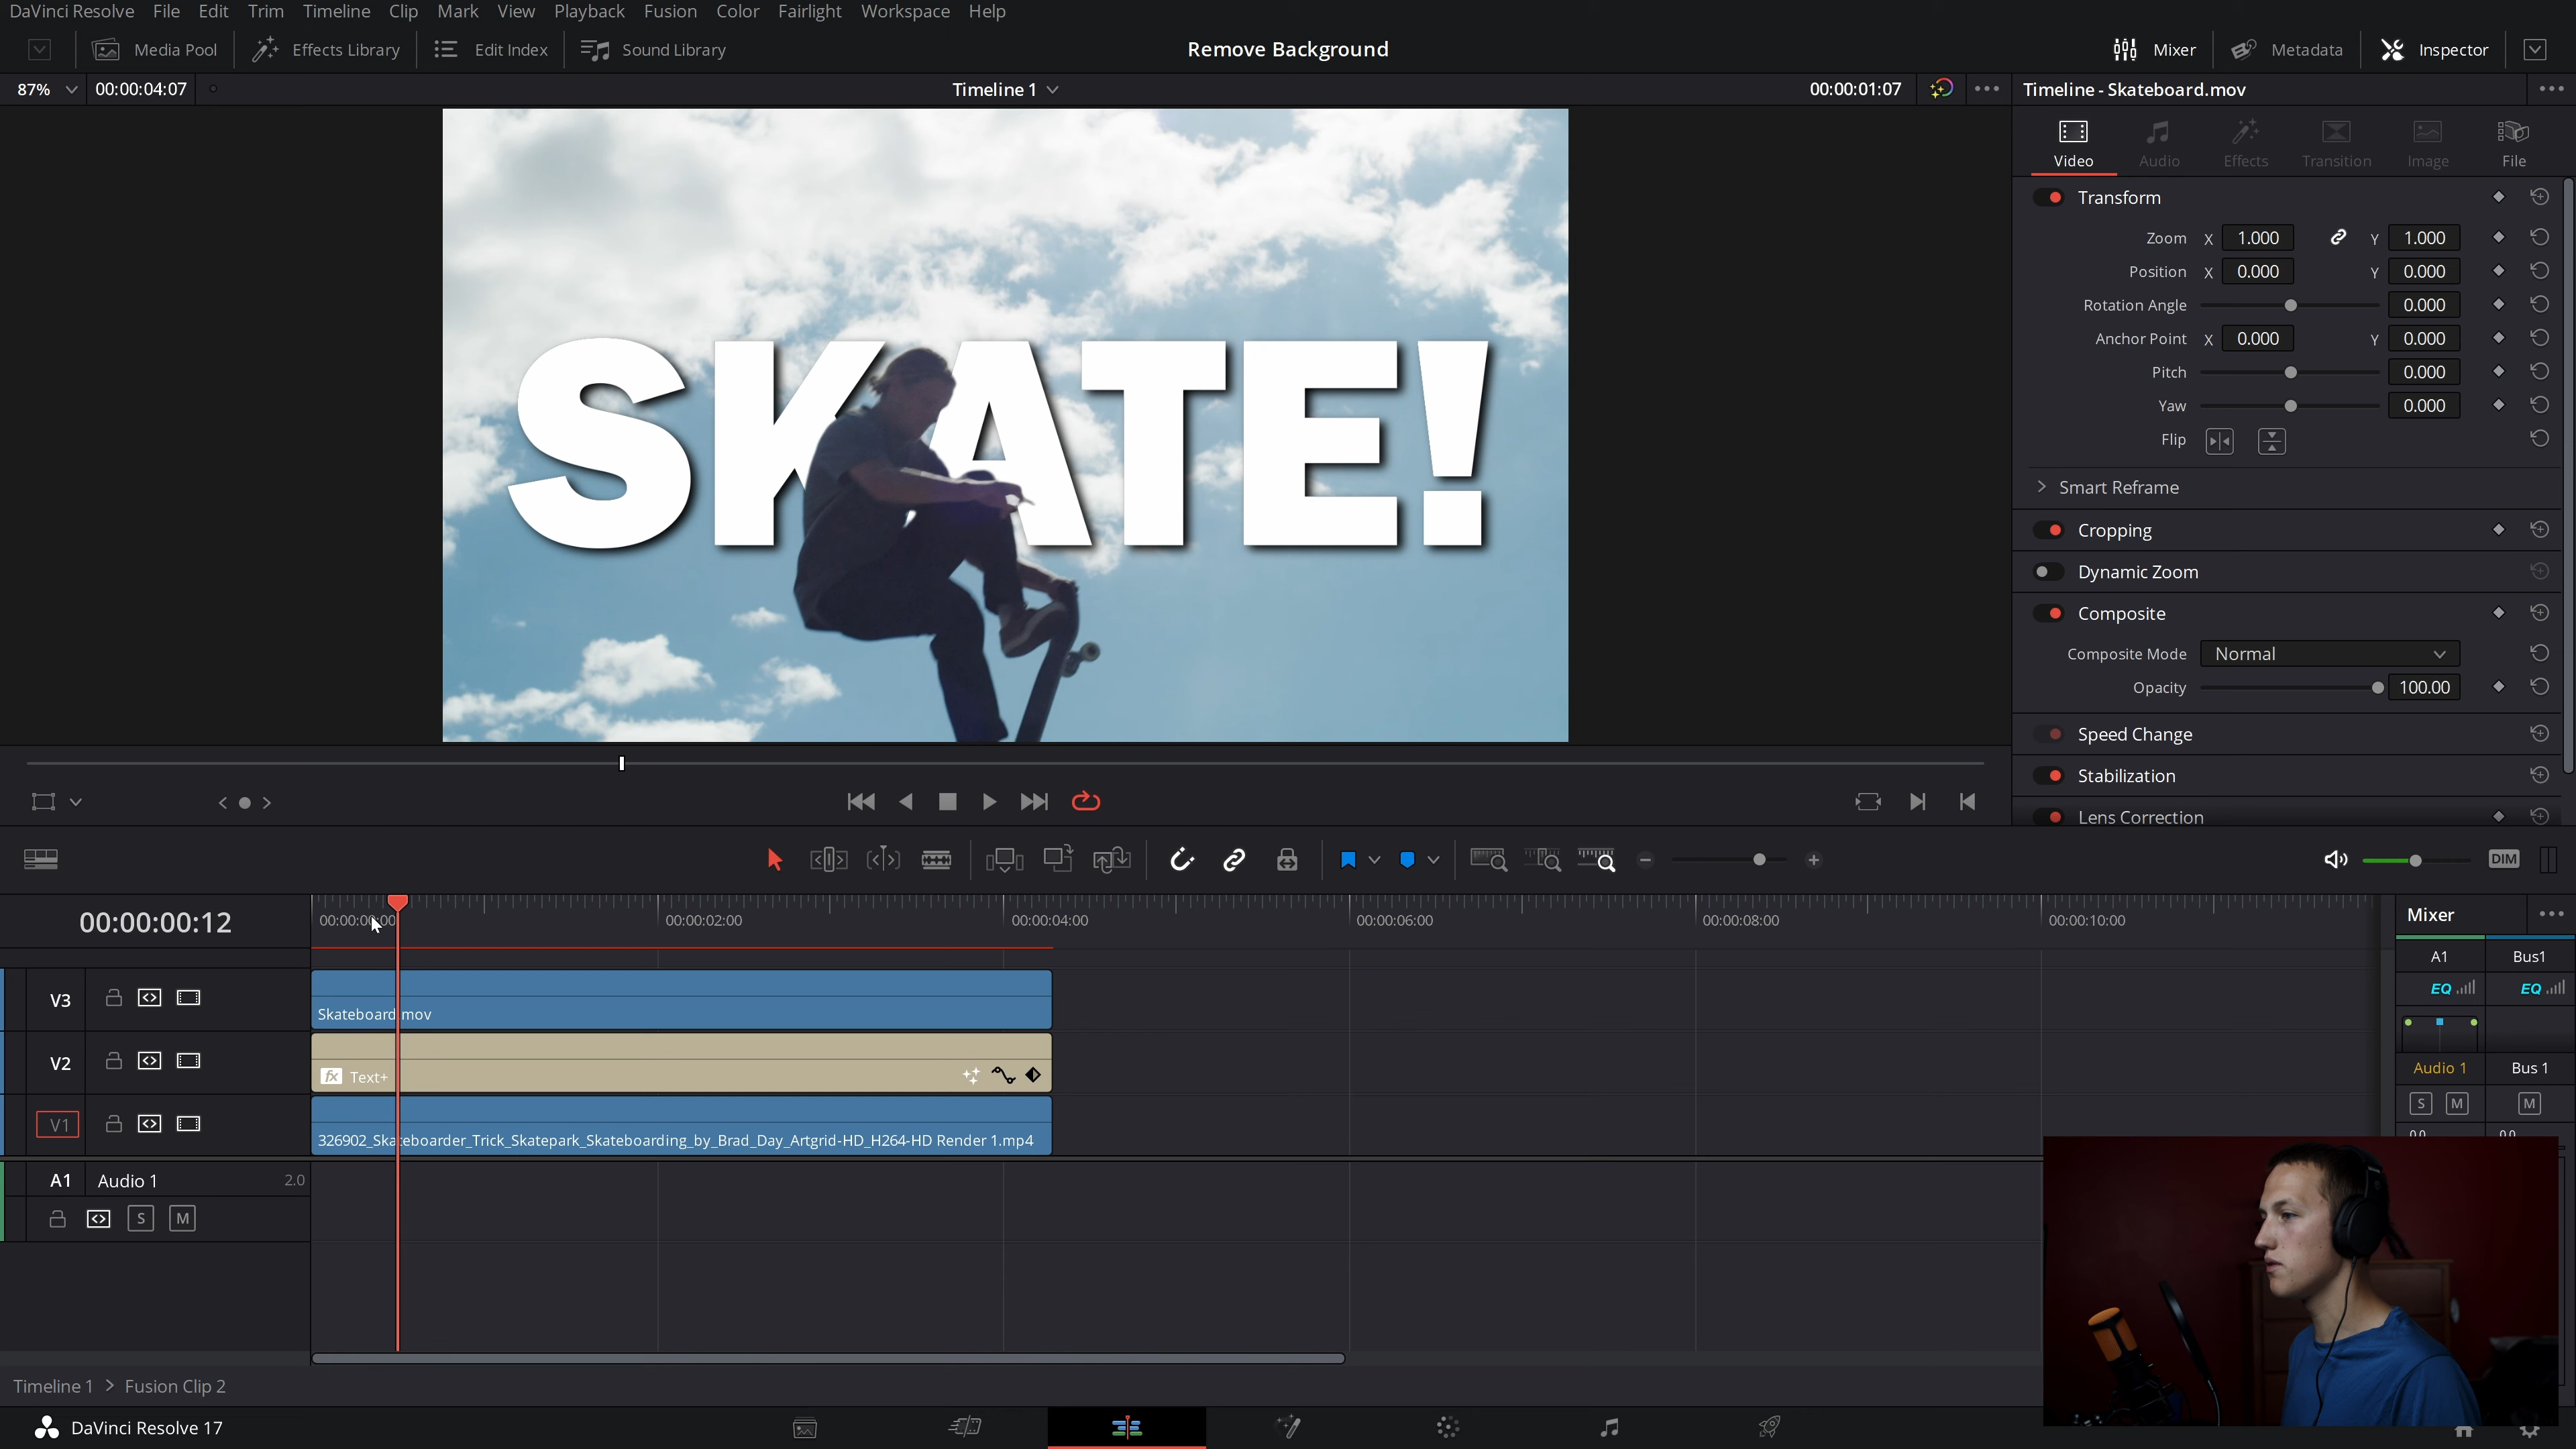 DaVinci Resolve File Edit Trim Timeline Clip Mark View Playback Fusion Color Fairlight Workspace Help
Media Pool Effects Library Edit Index Sound Library Remove Background Mixer Metadata Inspector
87% 00:00:04:07 Timeline 1 00:00:01:07 Timeline - Skateboard.mov
Video Audio Effects Transition Image File
Transform
Zoom X 1.000 Y 1.000
Position X 0.000 Y 0.000
Rotation Angle 0.000
Anchor Point X 0.000 Y 0.000
Pitch 0.000
Yaw 0.000
Flip
Smart Reframe
Cropping
Dynamic Zoom
Composite
Composite Mode Normal
Opacity 100.00
Speed Change
Stabilization
Lens Correction
SKATE!
DIM
00:00:00:12
00:00:00:00 00:00:02:00 00:00:04:00 00:00:06:00 00:00:08:00 00:00:10:00
V3
Skateboard.mov
V2
fx Text+
V1
326902_Skateboarder_Trick_Skatepark_Skateboarding_by_Brad_Day_Artgrid-HD_H264-HD Render 1.mp4
A1 Audio 1 2.0
S M
Mixer
A1 Bus1
EQ EQ
Audio 1 Bus 1
S M M
Timeline 1 > Fusion Clip 2
DaVinci Resolve 17